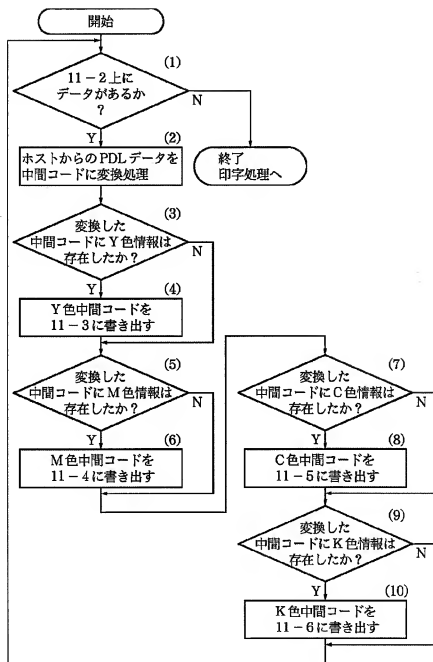 開始
(1)
11−2上に
データがあるか
?
N
Y
(2)
ホストからのPDLデータを
中間コードに変換処理
終了
印字処理へ
(3)
変換した
中間コードにY色情報は
存在したか?
N
Y
(4)
Y色中間コードを
11−3に書き出す
(5)
変換した
中間コードにM色情報は
存在したか?
N
Y
(6)
M色中間コードを
11−4に書き出す
(7)
変換した
中間コードにC色情報は
存在したか?
N
Y
(8)
C色中間コードを
11−5に書き出す
(9)
変換した
中間コードにK色情報は
存在したか?
N
Y
(10)
K色中間コードを
11−6に書き出す